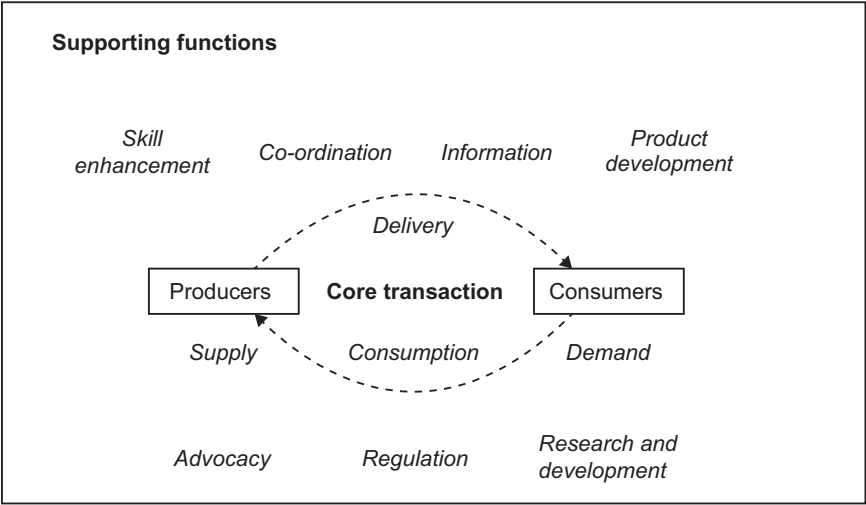 Supporting functions
Skill
enhancement
Co-ordination
Information
Product
development
Delivery
Producers
Core transaction
Consumers
Supply
Consumption
Demand
Advocacy
Regulation
Research and
development